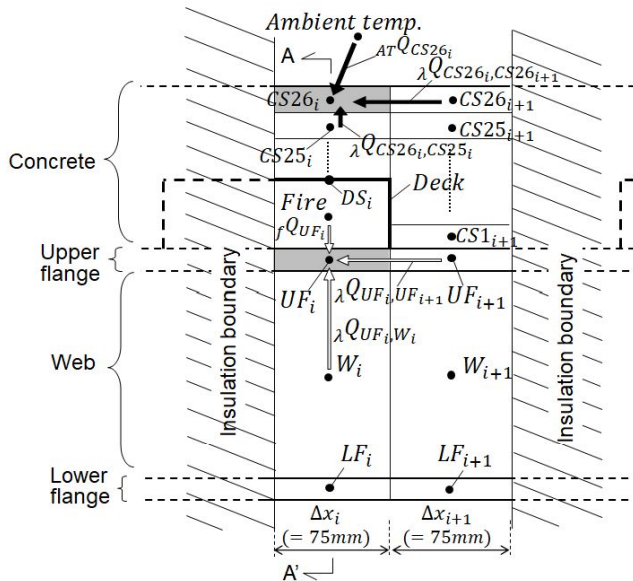 Ambient temp.
A
ATQCS26i
λQCS26i,CS26i+1
CS26i
CS26i+1
CS25i
CS25i+1
λQCS26i,CS25i
Concrete
DSi
Deck
Fire
fQUFi
CS1i+1
Upper flange
UFi
λQUFi,UFi+1
UFi+1
λQUFi,Wi
Insulation boundary
Insulation boundary
Web
Wi
Wi+1
Lower flange
LFi
LFi+1
Δxi
Δxi+1
(= 75mm)
(= 75mm)
A'